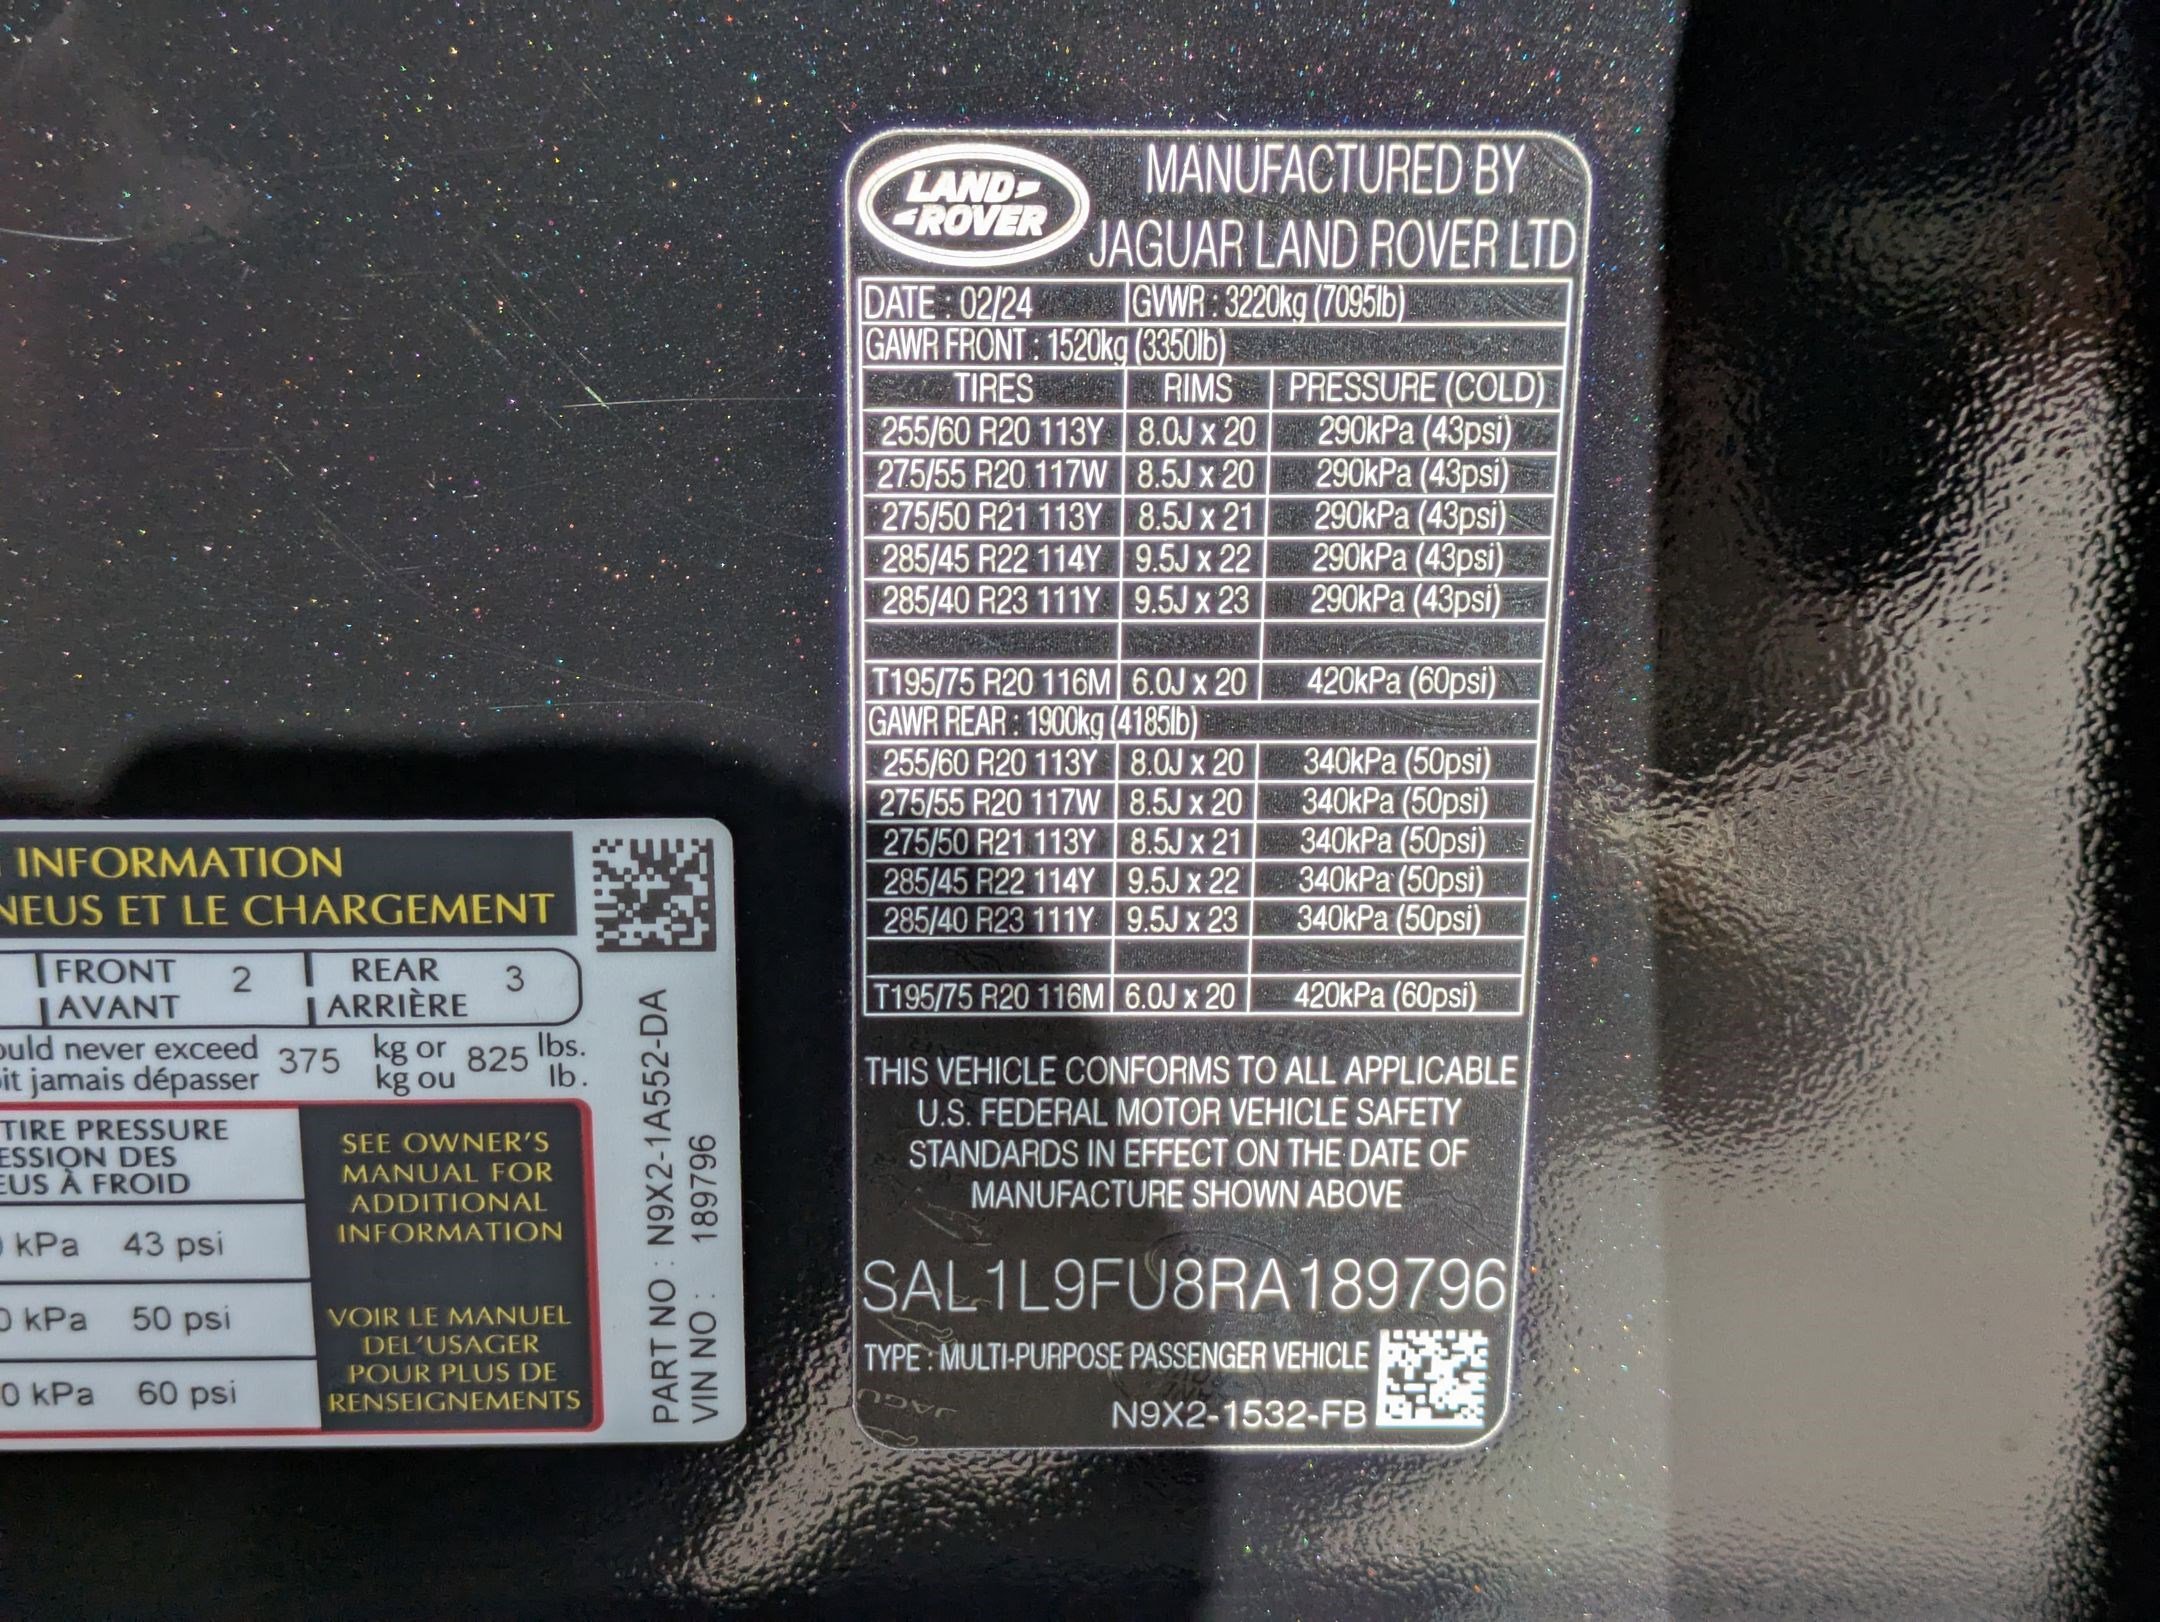 LAND-
-ROVER
MANUFACTURED BY
JAGUAR LAND ROVER LTD
DATE : 02/24 GVWR : 3220kg (7095lb)
GAWR FRONT : 1520kg (3350lb)
TIRES RIMS PRESSURE (COLD)
255/60 R20 113Y 8.0J x 20 290kPa (43psi)
275/55 R20 117W 8.5J x 20 290kPa (43psi)
275/50 R21 113Y 8.5J x 21 290kPa (43psi)
285/45 R22 114Y 9.5J x 22 290kPa (43psi)
285/40 R23 111Y 9.5J x 23 290kPa (43psi)
T195/75 R20 116M 6.0J x 20 420kPa (60psi)
GAWR REAR : 1900kg (4185lb)
255/60 R20 113Y 8.0J x 20 340kPa (50psi)
275/55 R20 117W 8.5J x 20 340kPa (50psi)
275/50 R21 113Y 8.5J x 21 340kPa (50psi)
285/45 R22 114Y 9.5J x 22 340kPa (50psi)
285/40 R23 111Y 9.5J x 23 340kPa (50psi)
T195/75 R20 116M 6.0J x 20 420kPa (60psi)
THIS VEHICLE CONFORMS TO ALL APPLICABLE
U.S. FEDERAL MOTOR VEHICLE SAFETY
STANDARDS IN EFFECT ON THE DATE OF
MANUFACTURE SHOWN ABOVE
SAL1L9FU8RA189796
TYPE : MULTI-PURPOSE PASSENGER VEHICLE
N9X2-1532-FB
INFORMATION
NEUS ET LE CHARGEMENT
FRONT 2 REAR 3
AVANT ARRIÈRE
ould never exceed 375 kg or 825 lbs.
it jamais dépasser kg ou lb.
TIRE PRESSURE
ESSION DES
EUS À FROID
kPa 43 psi
0 kPa 50 psi
0 kPa 60 psi
SEE OWNER'S
MANUAL FOR
ADDITIONAL
INFORMATION
VOIR LE MANUEL
DEL'USAGER
POUR PLUS DE
RENSEIGNEMENTS
PART NO : N9X2-1A552-DA
VIN NO : 189796